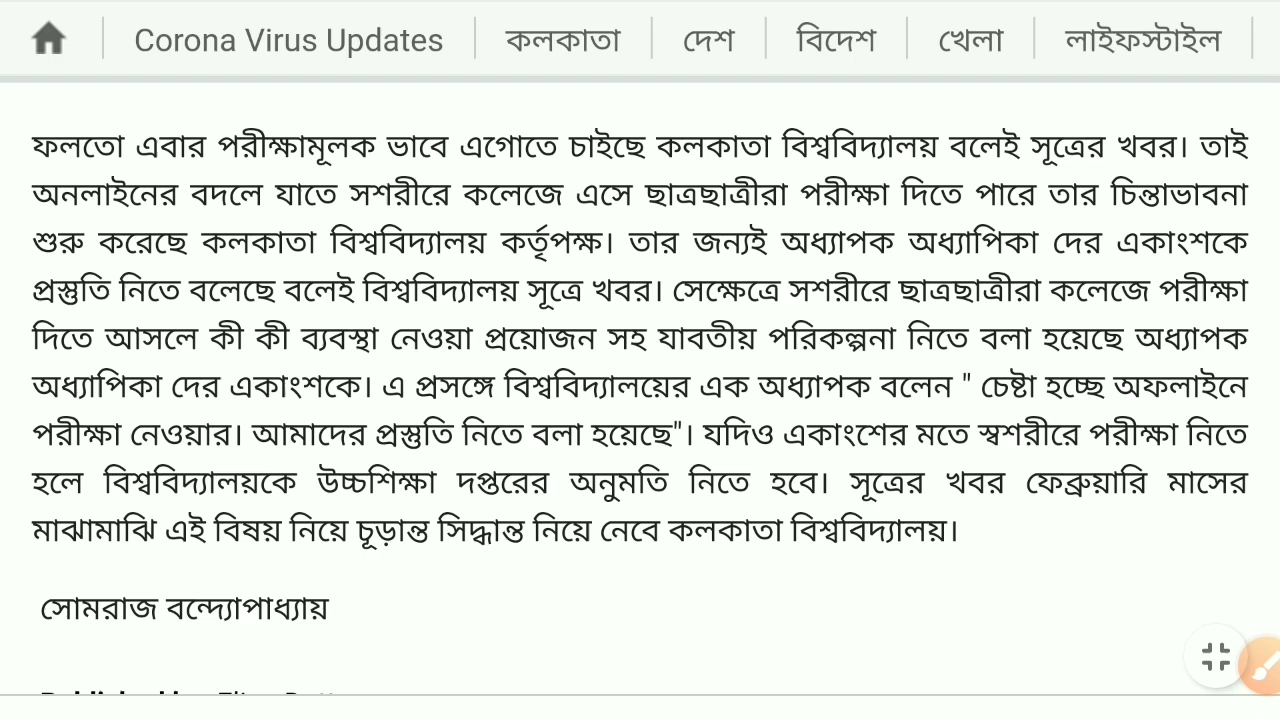 Corona Virus Updates কলকাতা দেশ বিদেশ খেলা লাইফস্টাইল
ফলতো এবার পরীক্ষামূলক ভাবে এগোতে চাইছে কলকাতা বিশ্ববিদ্যালয় বলেই সূত্রের খবর। তাই
অনলাইনের বদলে যাতে সশরীরে কলেজে এসে ছাত্রছাত্রীরা পরীক্ষা দিতে পারে তার চিন্তাভাবনা
শুরু করেছে কলকাতা বিশ্ববিদ্যালয় কর্তৃপক্ষ। তার জন্যই অধ্যাপক অধ্যাপিকা দের একাংশকে
প্রস্তুতি নিতে বলেছে বলেই বিশ্ববিদ্যালয় সূত্রে খবর। সেক্ষেত্রে সশরীরে ছাত্রছাত্রীরা কলেজে পরীক্ষা
দিতে আসলে কী কী ব্যবস্থা নেওয়া প্রয়োজন সহ যাবতীয় পরিকল্পনা নিতে বলা হয়েছে অধ্যাপক
অধ্যাপিকা দের একাংশকে। এ প্রসঙ্গে বিশ্ববিদ্যালয়ের এক অধ্যাপক বলেন " চেষ্টা হচ্ছে অফলাইনে
পরীক্ষা নেওয়ার। আমাদের প্রস্তুতি নিতে বলা হয়েছে"। যদিও একাংশের মতে স্বশরীরে পরীক্ষা নিতে
হলে বিশ্ববিদ্যালয়কে উচ্চশিক্ষা দপ্তরের অনুমতি নিতে হবে। সূত্রের খবর ফেব্রুয়ারি মাসের
মাঝামাঝি এই বিষয় নিয়ে চূড়ান্ত সিদ্ধান্ত নিয়ে নেবে কলকাতা বিশ্ববিদ্যালয়।
সোমরাজ বন্দ্যোপাধ্যায়